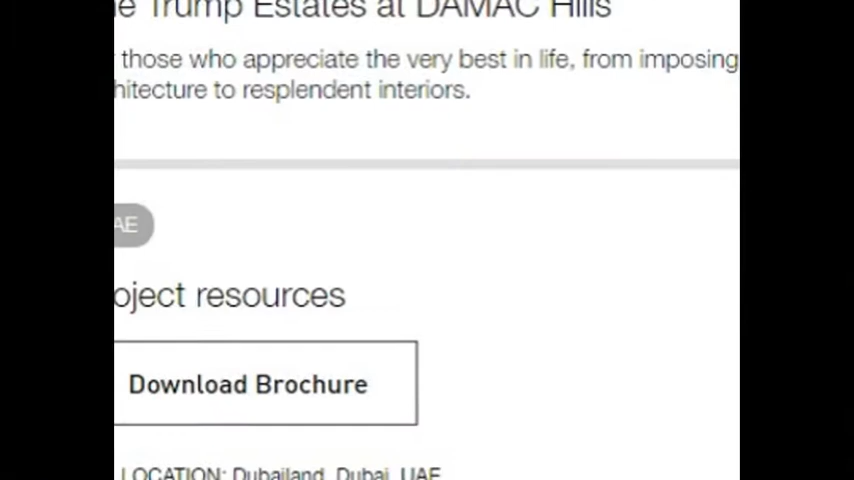 Trump Estates at DAMAC Hills
those who appreciate the very best in life, from imposing
hitecture to resplendent interiors.
AE
oject resources
Download Brochure
LOCATION: Dubailand, Dubai, UAE